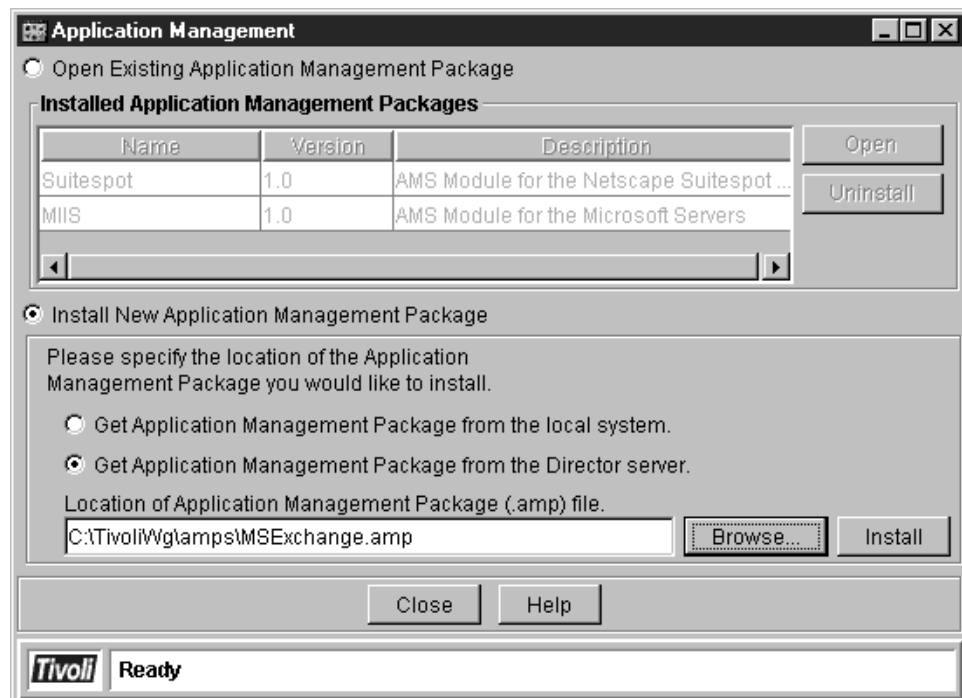 Application Management
Open Existing Application Management Package
Installed Application Management Packages
Name Version Description
Open
Suitespot 1.0 AMS Module for the Netscape Suitespot ...
Uninstall
MIIS 1.0 AMS Module for the Microsoft Servers
Install New Application Management Package
Please specify the location of the Application
Management Package you would like to install.
Get Application Management Package from the local system.
Get Application Management Package from the Director server.
Location of Application Management Package (.amp) file.
C:\TivoliWg\amps\MSExchange.amp Browse... Install
Close Help
Tivoli Ready